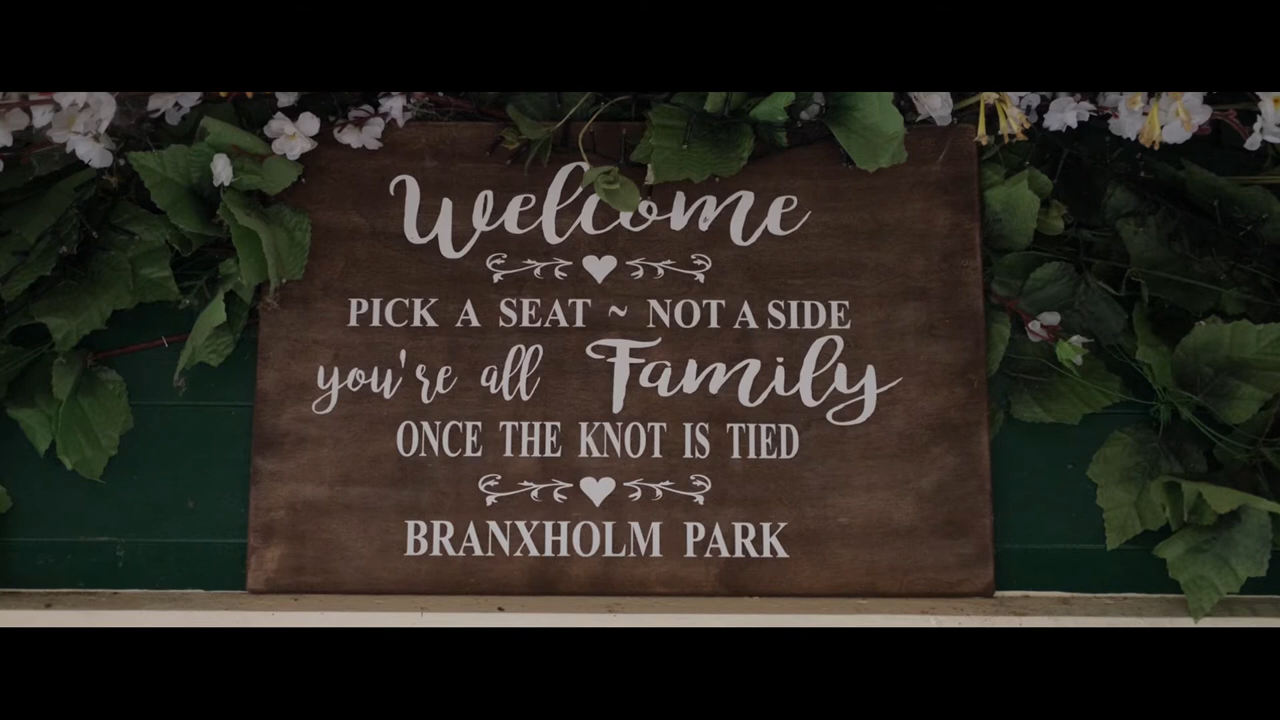 Welcome
PICK A SEAT ~ NOT A SIDE
you're all Family
ONCE THE KNOT IS TIED
BRANXHOLM PARK